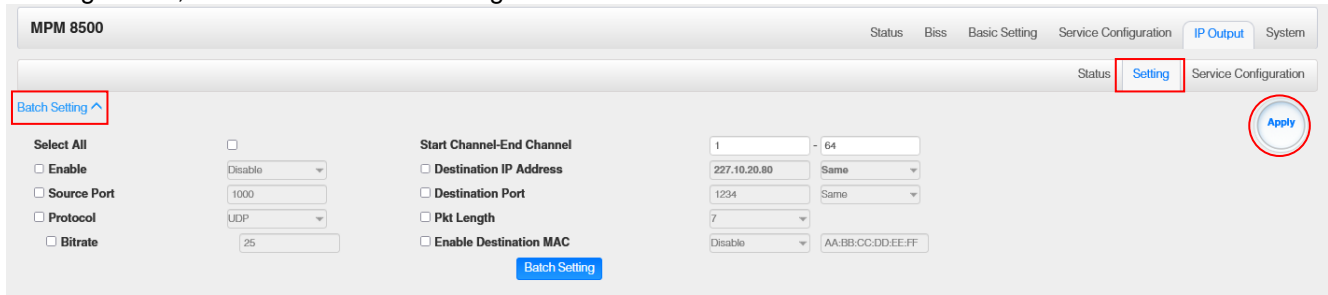 MPM 8500
Status Biss Basic Setting Service Configuration IP Output System
Status Setting Service Configuration
Batch Setting
Apply
Select All Start Channel-End Channel 1 - 64
Enable Disable Destination IP Address 227.10.20.80 Same
Source Port 1000 Destination Port 1234 Same
Protocol UDP Pkt Length 7
Bitrate 25 Enable Destination MAC Disable AA:BB:CC:DD:EE:FF
Batch Setting